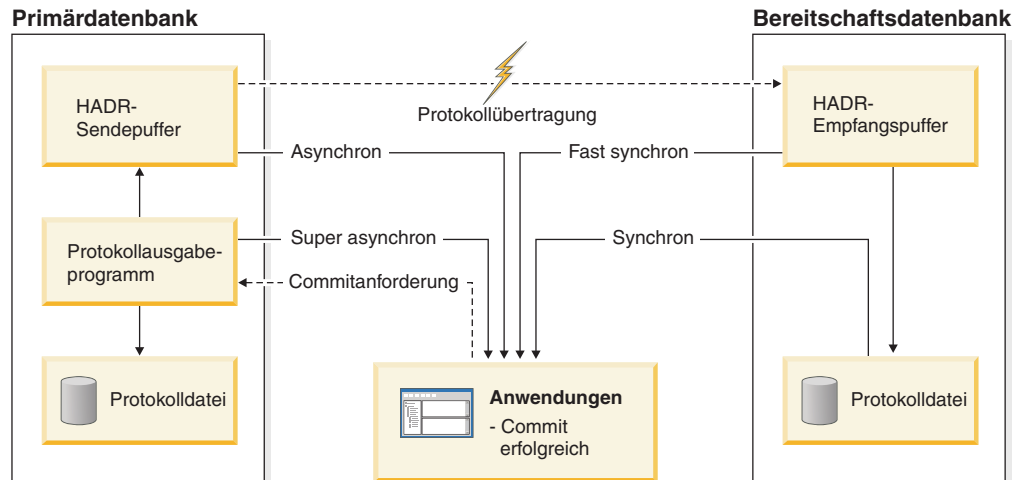 Primärdatenbank
Bereitschaftsdatenbank
HADR-
Sendepuffer
Protokollübertragung
HADR-
Empfangspuffer
Asynchron
Fast synchron
Protokollausgabe-
programm
Super asynchron
Synchron
Commitanforderung
Protokolldatei
Anwendungen
- Commit
erfolgreich
Protokolldatei